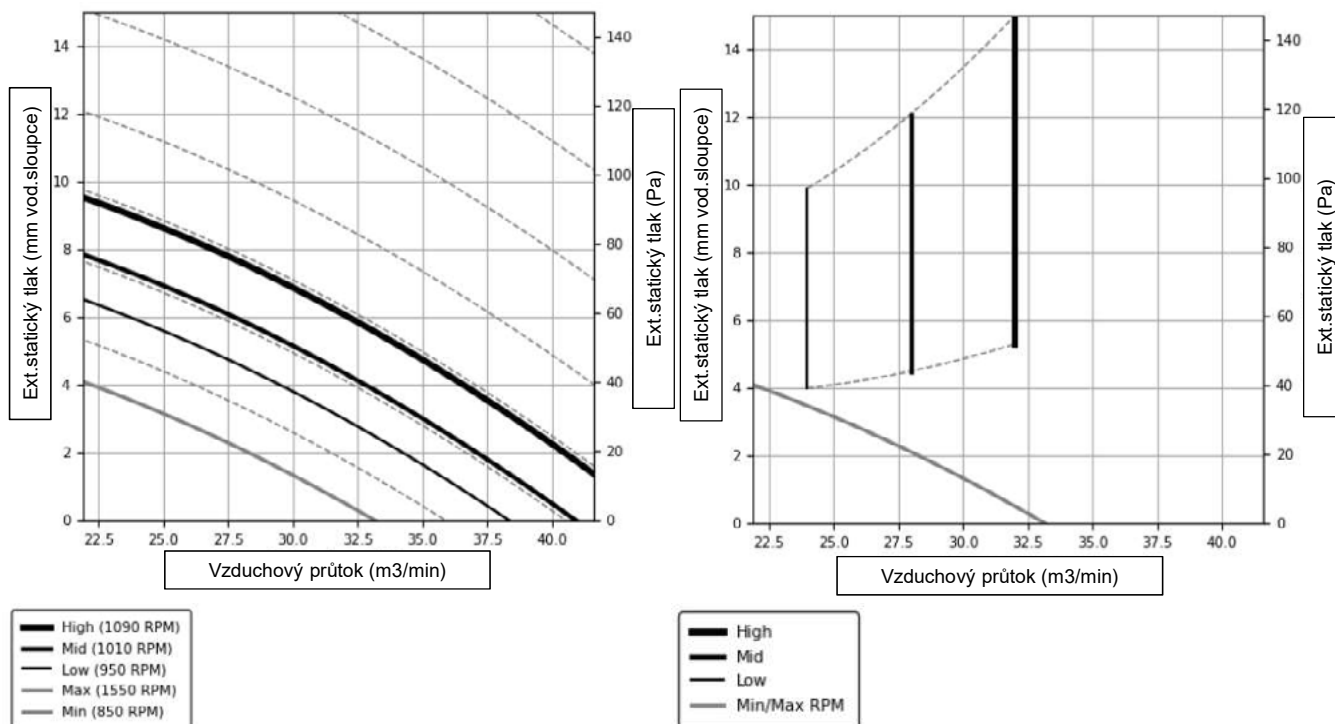 14
12
10
8
6
4
2
0
Ext.statický tlak (mm vod.sloupce)
140
120
100
80
60
40
20
0
Ext.statický tlak (Pa)
22.5 25.0 27.5 30.0 32.5 35.0 37.5 40.0
Vzduchový průtok (m3/min)
High (1090 RPM)
Mid (1010 RPM)
Low (950 RPM)
Max (1550 RPM)
Min (850 RPM)
14
12
10
8
6
4
2
0
Ext.statický tlak (mm vod.sloupce)
140
120
100
80
60
40
20
0
Ext.statický tlak (Pa)
22.5 25.0 27.5 30.0 32.5 35.0 37.5 40.0
Vzduchový průtok (m3/min)
High
Mid
Low
Min/Max RPM